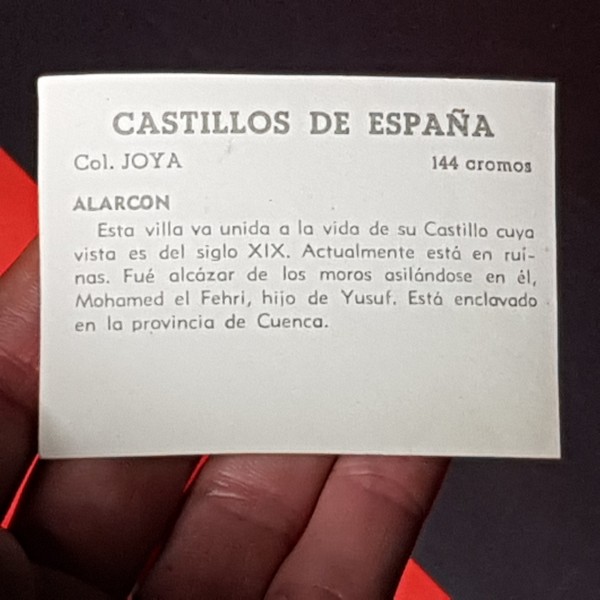 CASTILLOS DE ESPAÑA
Col. JOYA 144 cromos
ALARCON
Esta villa va unida a la vida de su Castillo cuya
vista es del siglo XIX. Actualmente está en rui-
nas. Fué alcázar de los moros asilándose en él,
Mohamed el Fehri, hijo de Yusuf. Está enclavado
en la provincia de Cuenca.